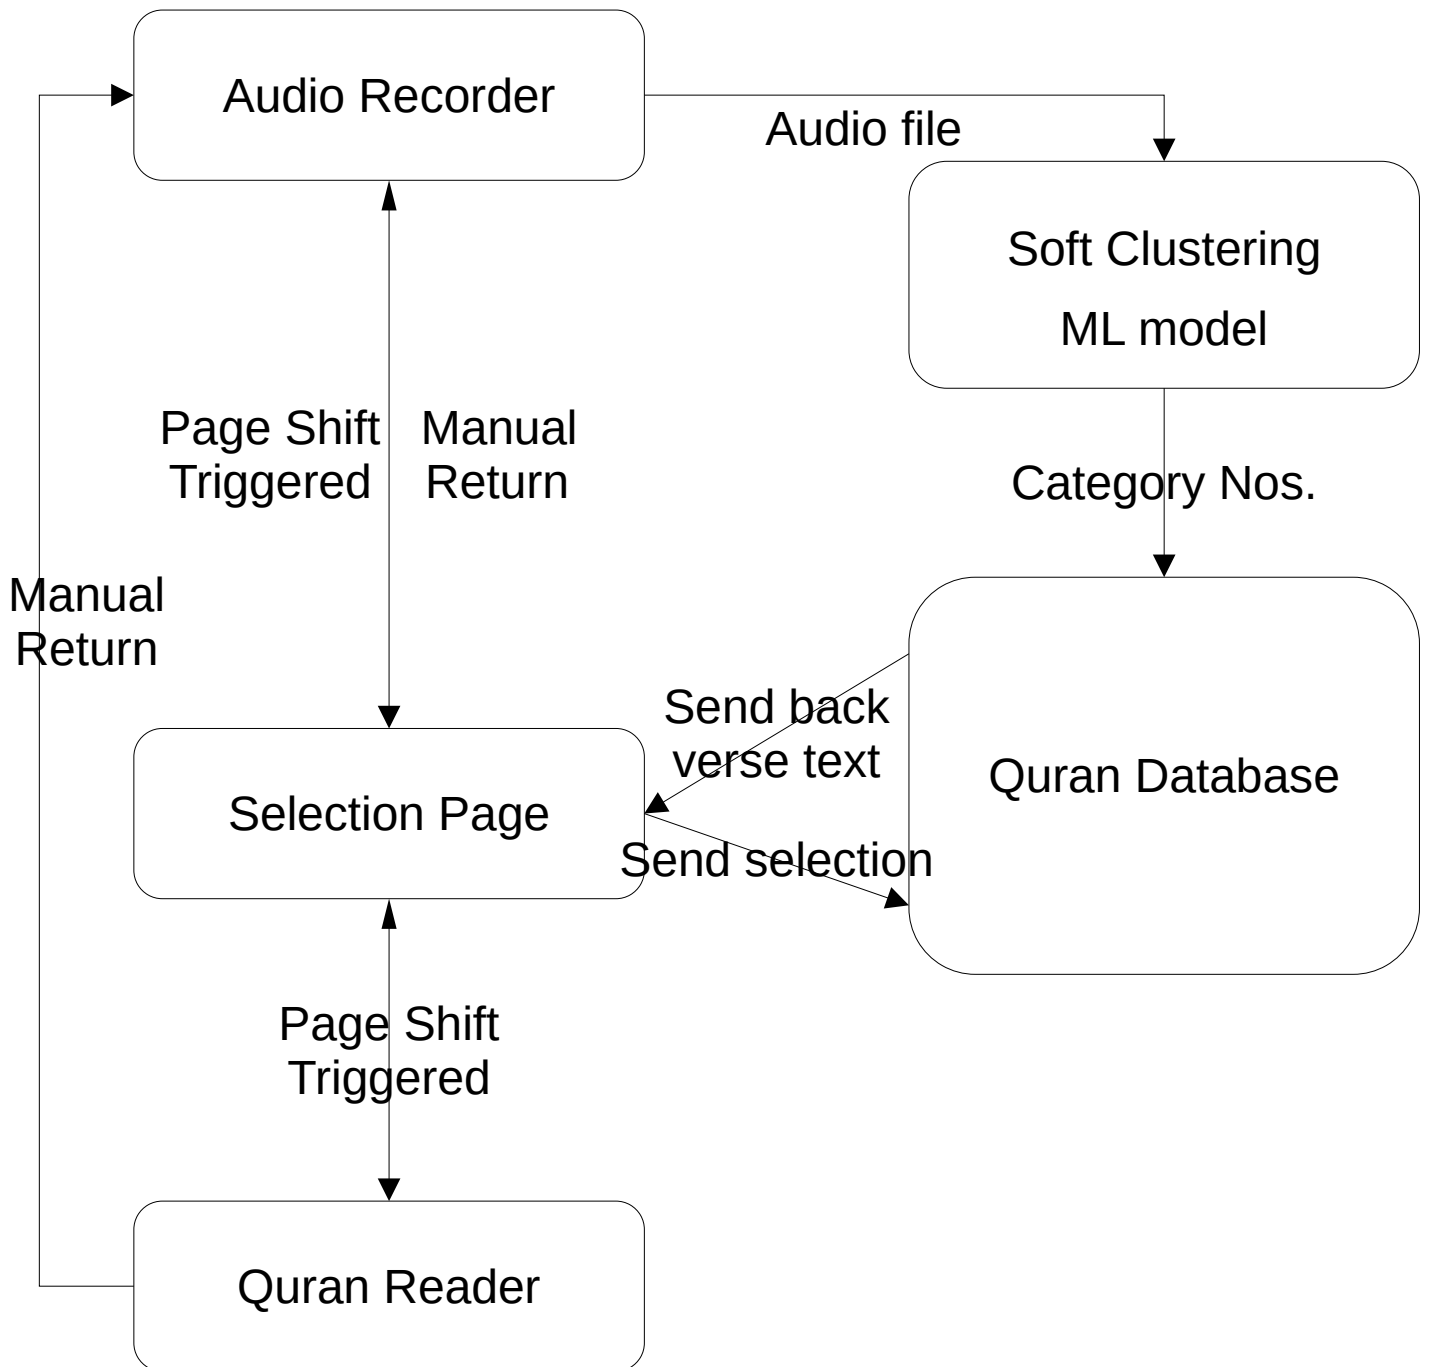 Audio Recorder
Audio file
Soft Clustering
ML model
Page Shift
Triggered
Manual
Return
Category Nos.
Manual
Return
Send back
verse text
Quran Database
Selection Page
Send selection
Page Shift
Triggered
Quran Reader